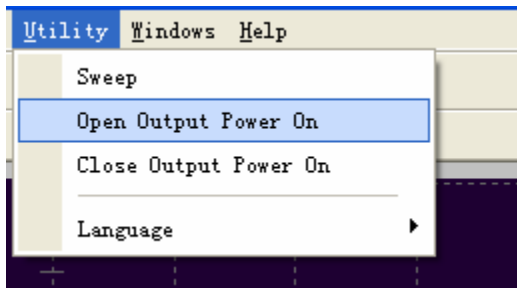 Utility Windows Help
Sweep
Open Output Power On
Close Output Power On
Language